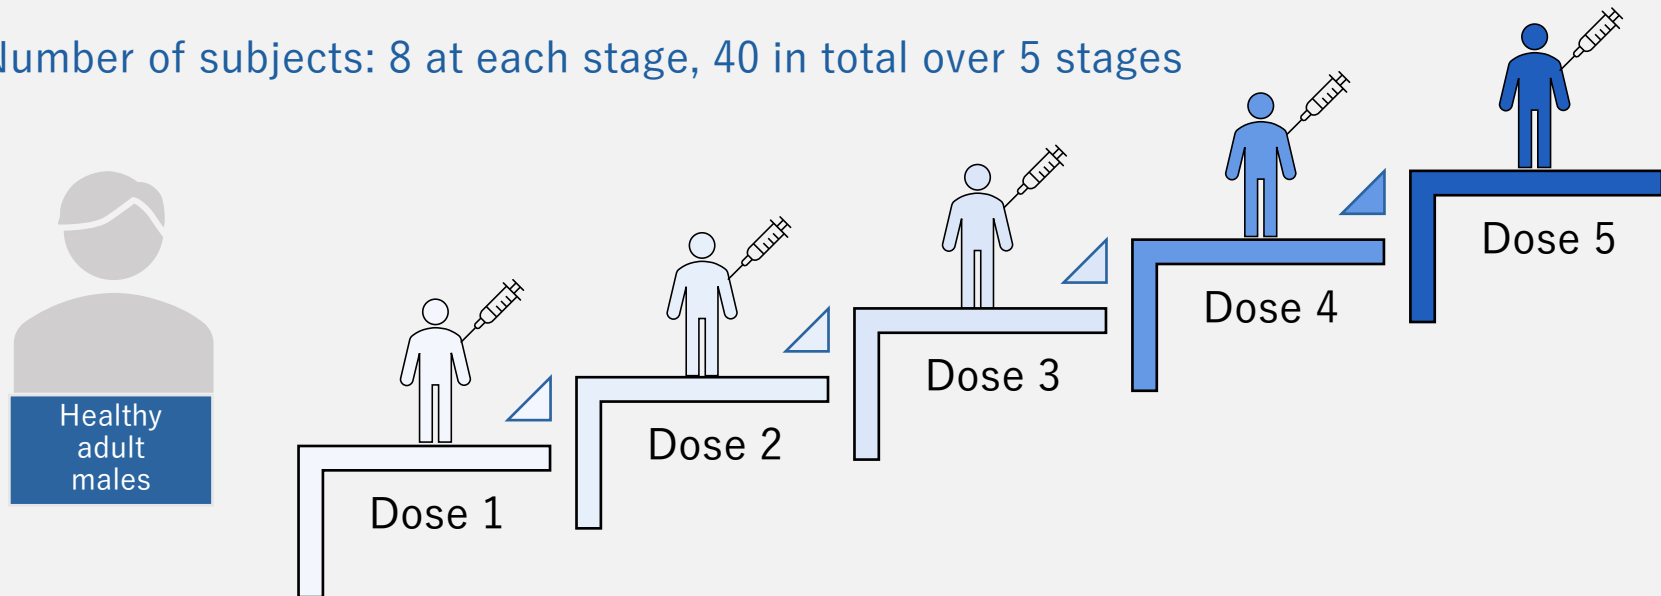 Number of subjects: 8 at each stage, 40 in total over 5 stages
Dose 5
Dose 4
Dose 3
Dose 2
Dose 1
Healthy
adult
males